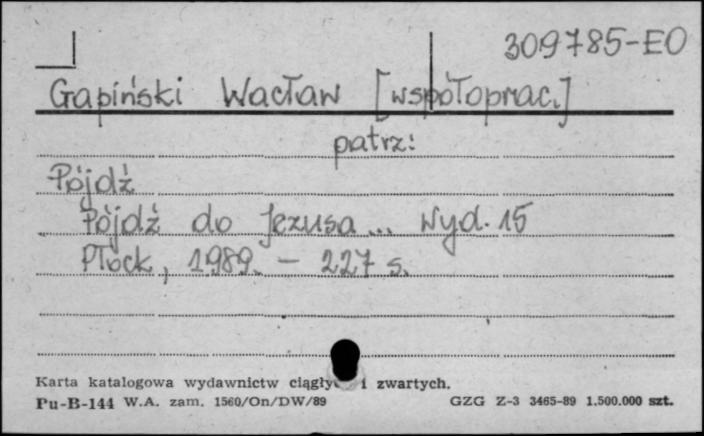 309785-EO
Gapiński Wacław [współoprac.]
patrz:
Pójdź
Pójdź do Jezusa... Wyd. 15
Płock, 1989. - 227 s.
Karta katalogowa wydawnictw i zwartych.
Pu-B-144 W.A. zam. 1560/On/DW/89 GZG Z-3 3465-89 1.500.000 szt.